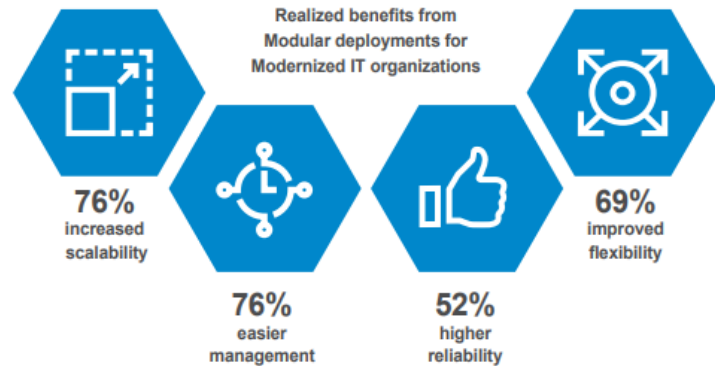 Realized benefits from
Modular deployments for
Modernized IT organizations
76%
increased
scalability
76%
easier
management
52%
higher
reliability
69%
improved
flexibility